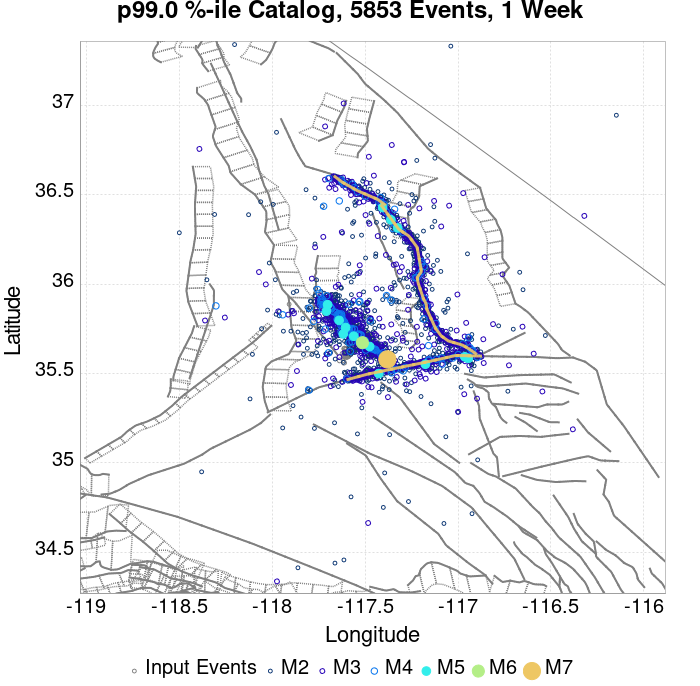 p99.0 %-ile Catalog, 5853 Events, 1 Week
37
36.5
36
35.5
35
34.5
Latitude
-119 -118.5 -118 -117.5 -117 -116.5 -116
Longitude
Input Events M2 M3 M4 M5 M6 M7